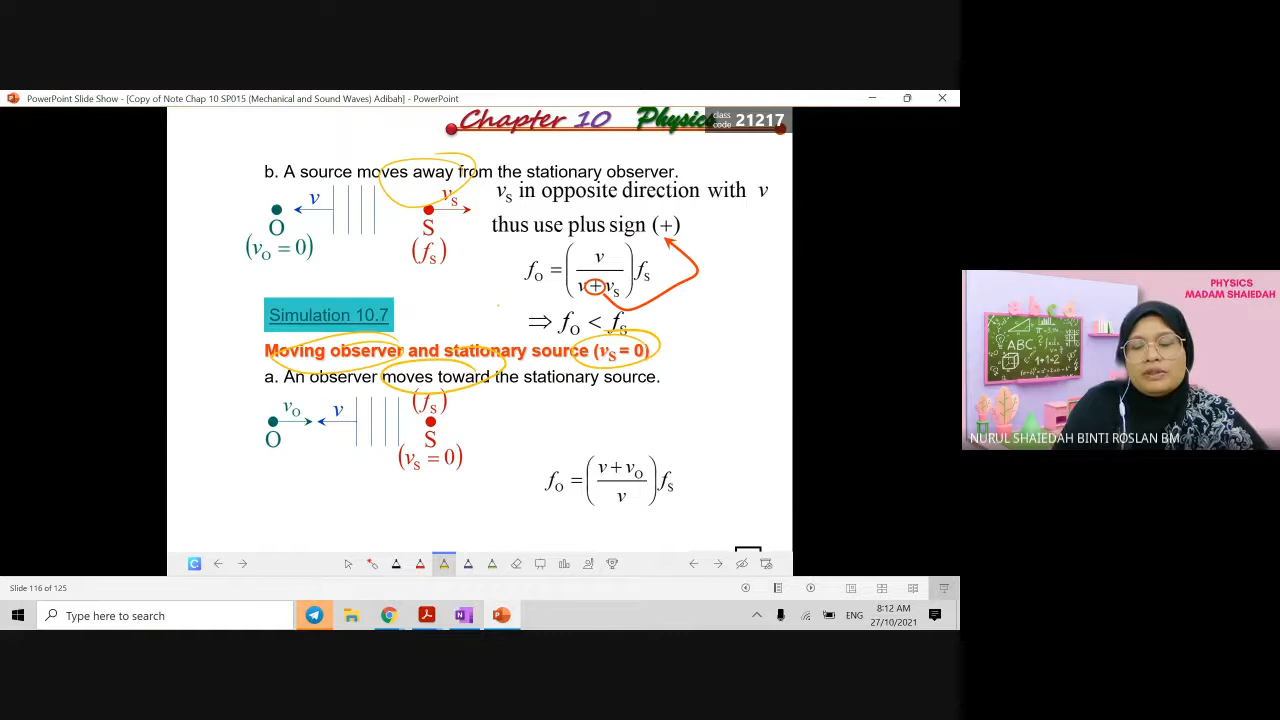 PowerPoint Slide Show - [Copy of Note Chap 10 SP015 (Mechanical and Sound Waves) Adibah] - PowerPoint
Chapter 10 Physics
class code 21217
b. A source moves away from the stationary observer.
v
vS
vS in opposite direction with v
thus use plus sign (+)
O
S
(vO = 0)
(fS)
fO = (v / (v + vS)) fS
⇒ fO < fS
Simulation 10.7
Moving observer and stationary source (vS = 0)
a. An observer moves toward the stationary source.
(fS)
vO
v
O
S
(vS = 0)
fO = ((v + vO) / v) fS
PHYSICS
MADAM SHAIEDAH
ABC
1+1=2
NURUL SHAIEDAH BINTI ROSLAN BM
Slide 116 of 125
Type here to search
ENG
8:12 AM
27/10/2021